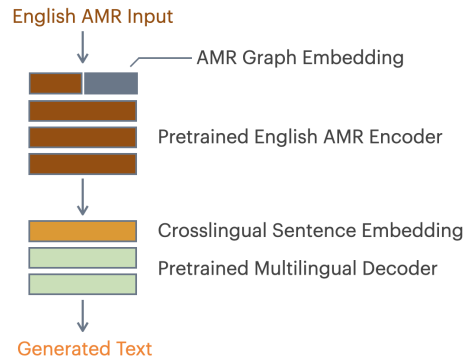 English AMR Input
AMR Graph Embedding
Pretrained English AMR Encoder
Crosslingual Sentence Embedding
Pretrained Multilingual Decoder
Generated Text